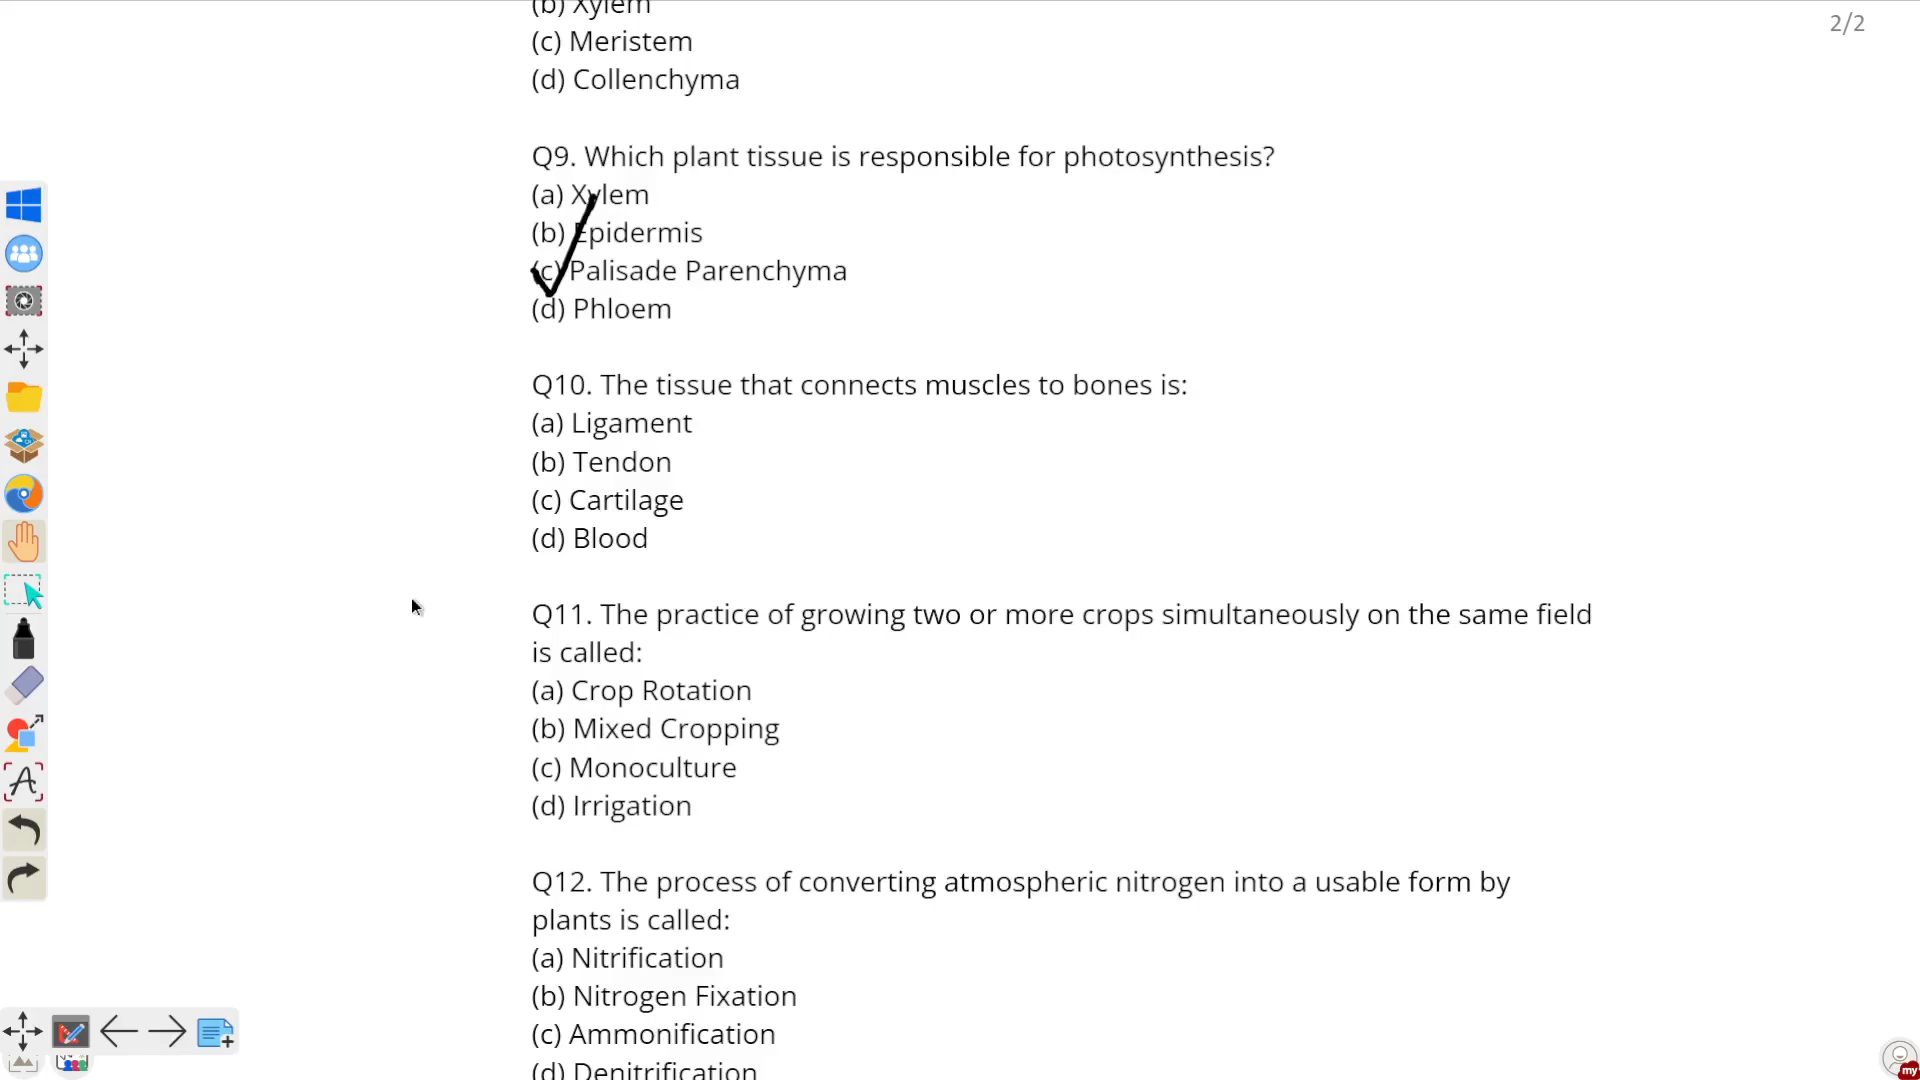 2/2
(b) Xylem
(c) Meristem
(d) Collenchyma
Q9. Which plant tissue is responsible for photosynthesis?
(a) Xylem
(b) Epidermis
(c) Palisade Parenchyma
(d) Phloem
Q10. The tissue that connects muscles to bones is:
(a) Ligament
(b) Tendon
(c) Cartilage
(d) Blood
Q11. The practice of growing two or more crops simultaneously on the same field
is called:
(a) Crop Rotation
(b) Mixed Cropping
(c) Monoculture
(d) Irrigation
Q12. The process of converting atmospheric nitrogen into a usable form by
plants is called:
(a) Nitrification
(b) Nitrogen Fixation
(c) Ammonification
(d) Denitrification
my